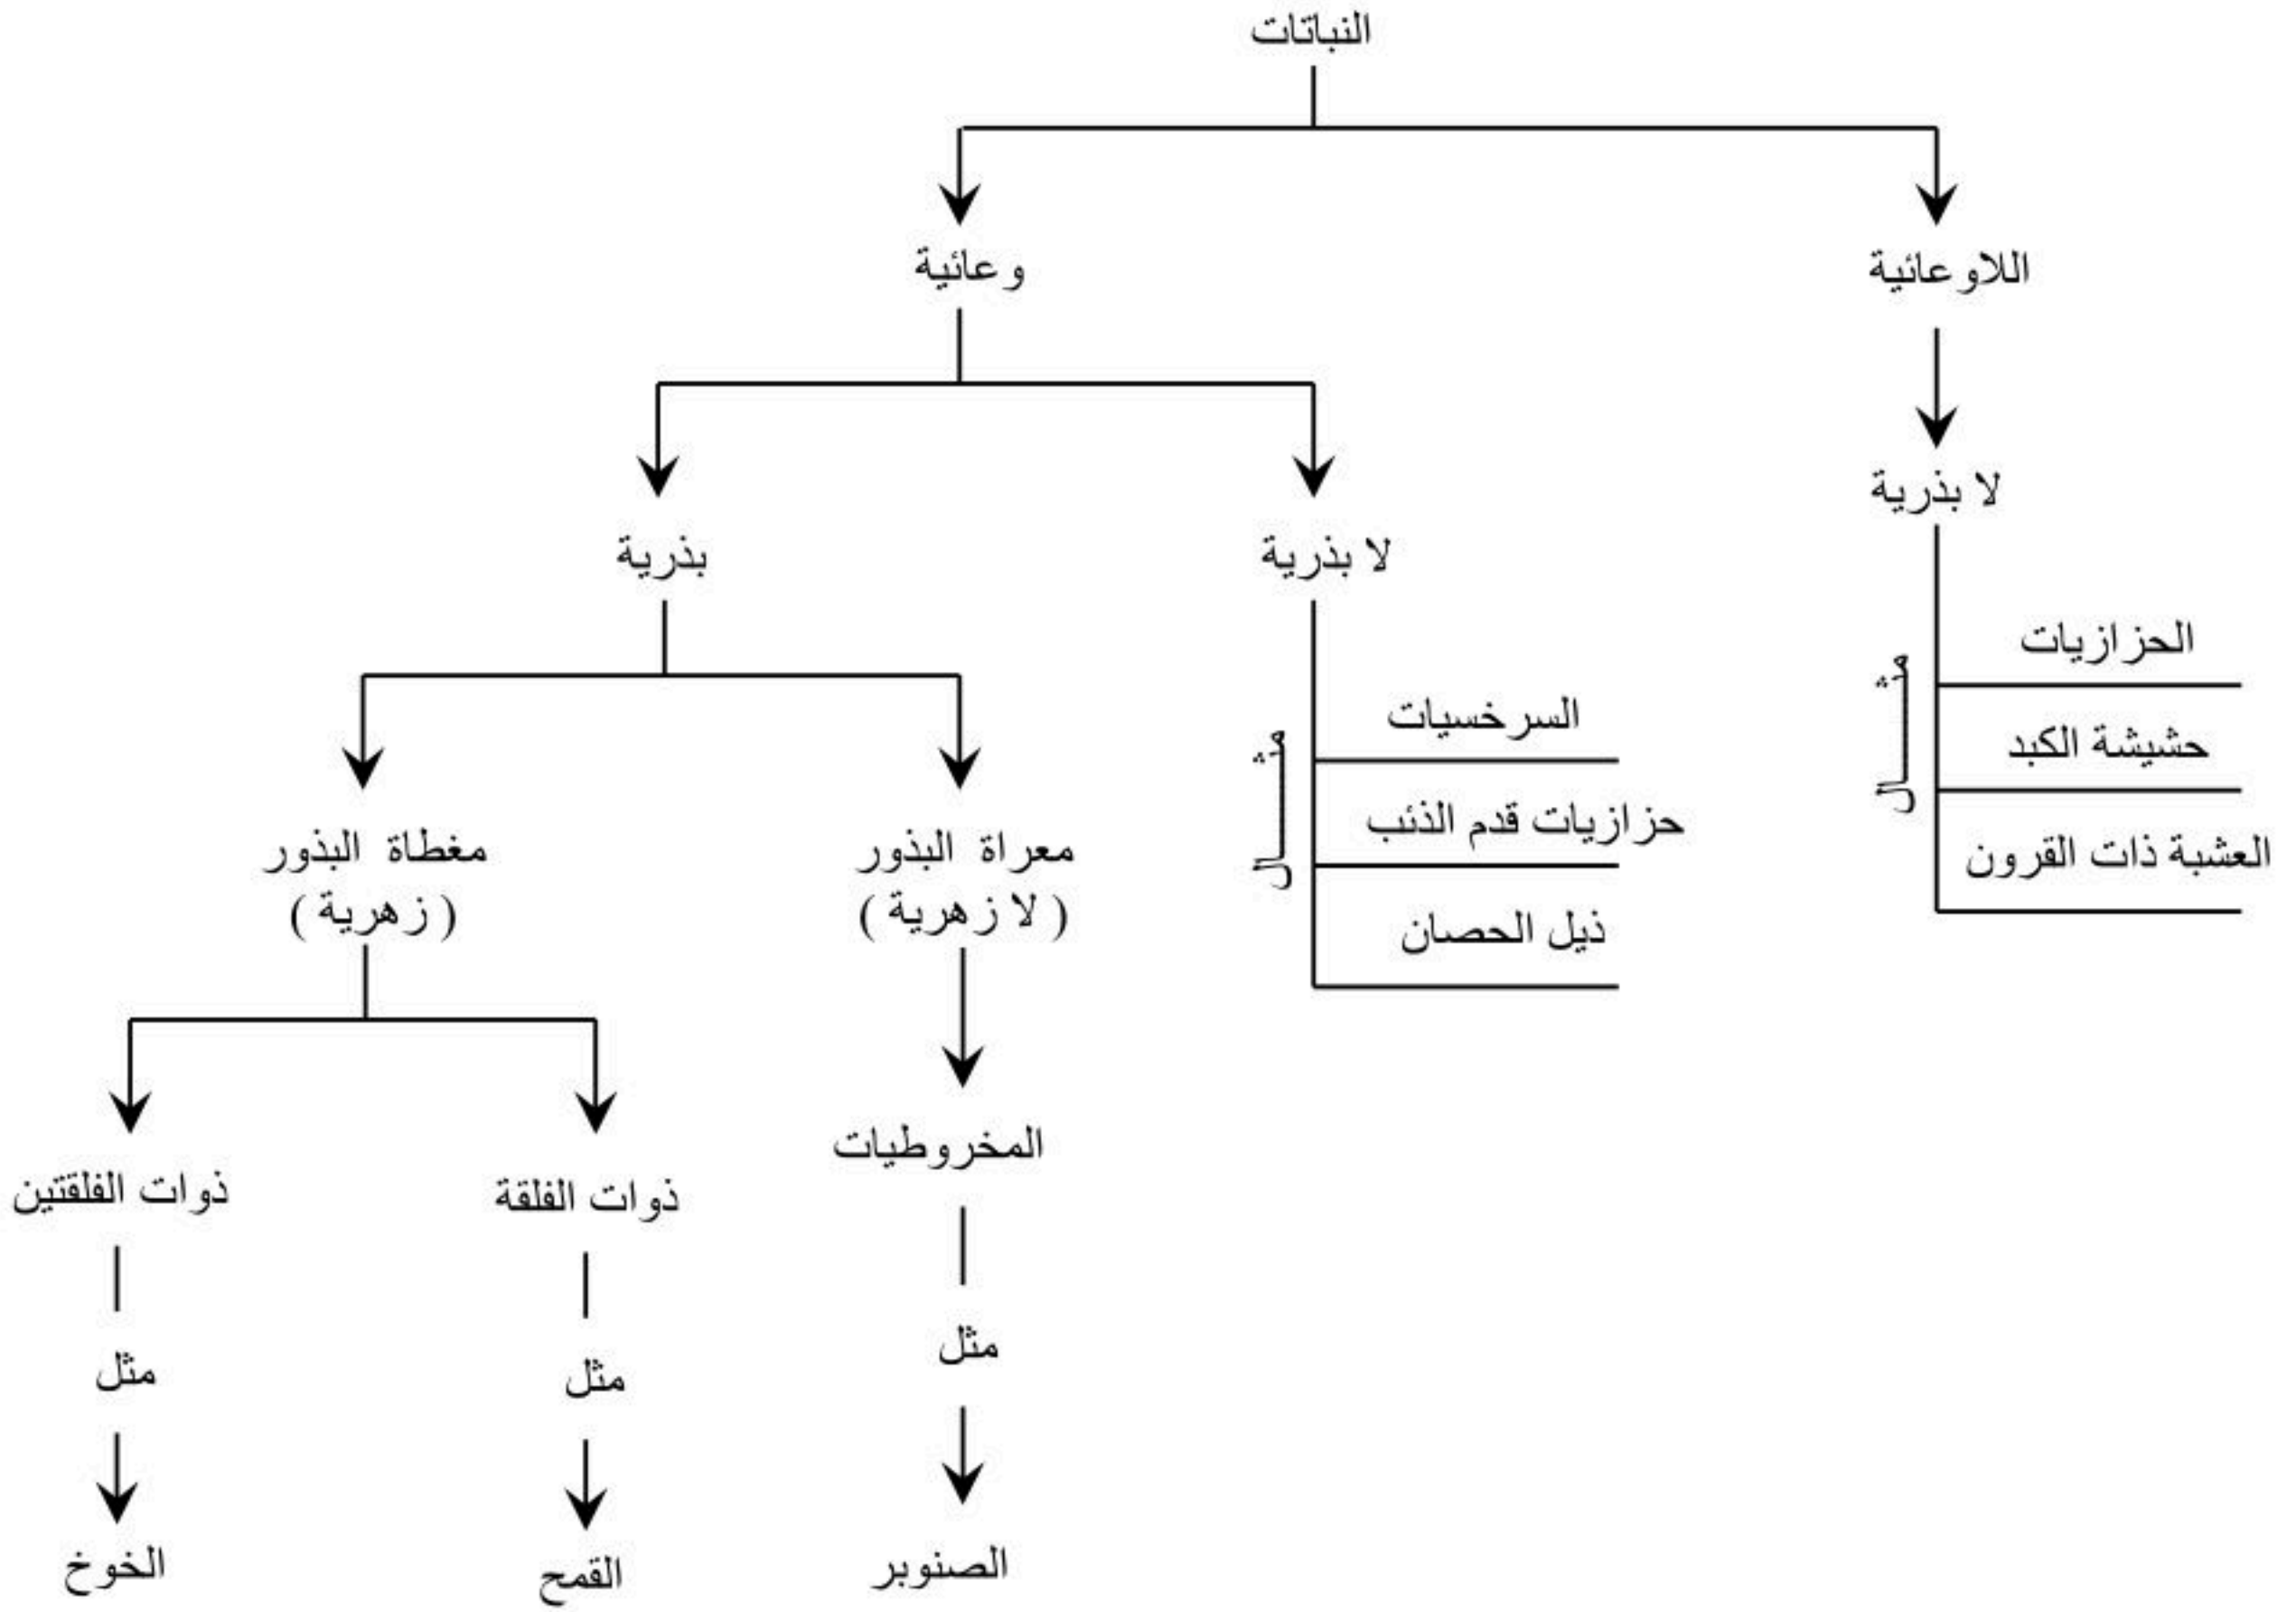 النباتات
اللاوعائية
وعائية
لا بذرية
لا بذرية
بذرية
مثـــال
الحزازيات
حشيشة الكبد
العشبة ذات القرون
مثـــال
السرخسيات
حزازيات قدم الذئب
ذيل الحصان
معراة البذور
( لا زهرية )
مغطاة البذور
( زهرية )
المخروطيات
ذوات الفلقة
ذوات الفلقتين
مثل
مثل
مثل
الصنوبر
القمح
الخوخ